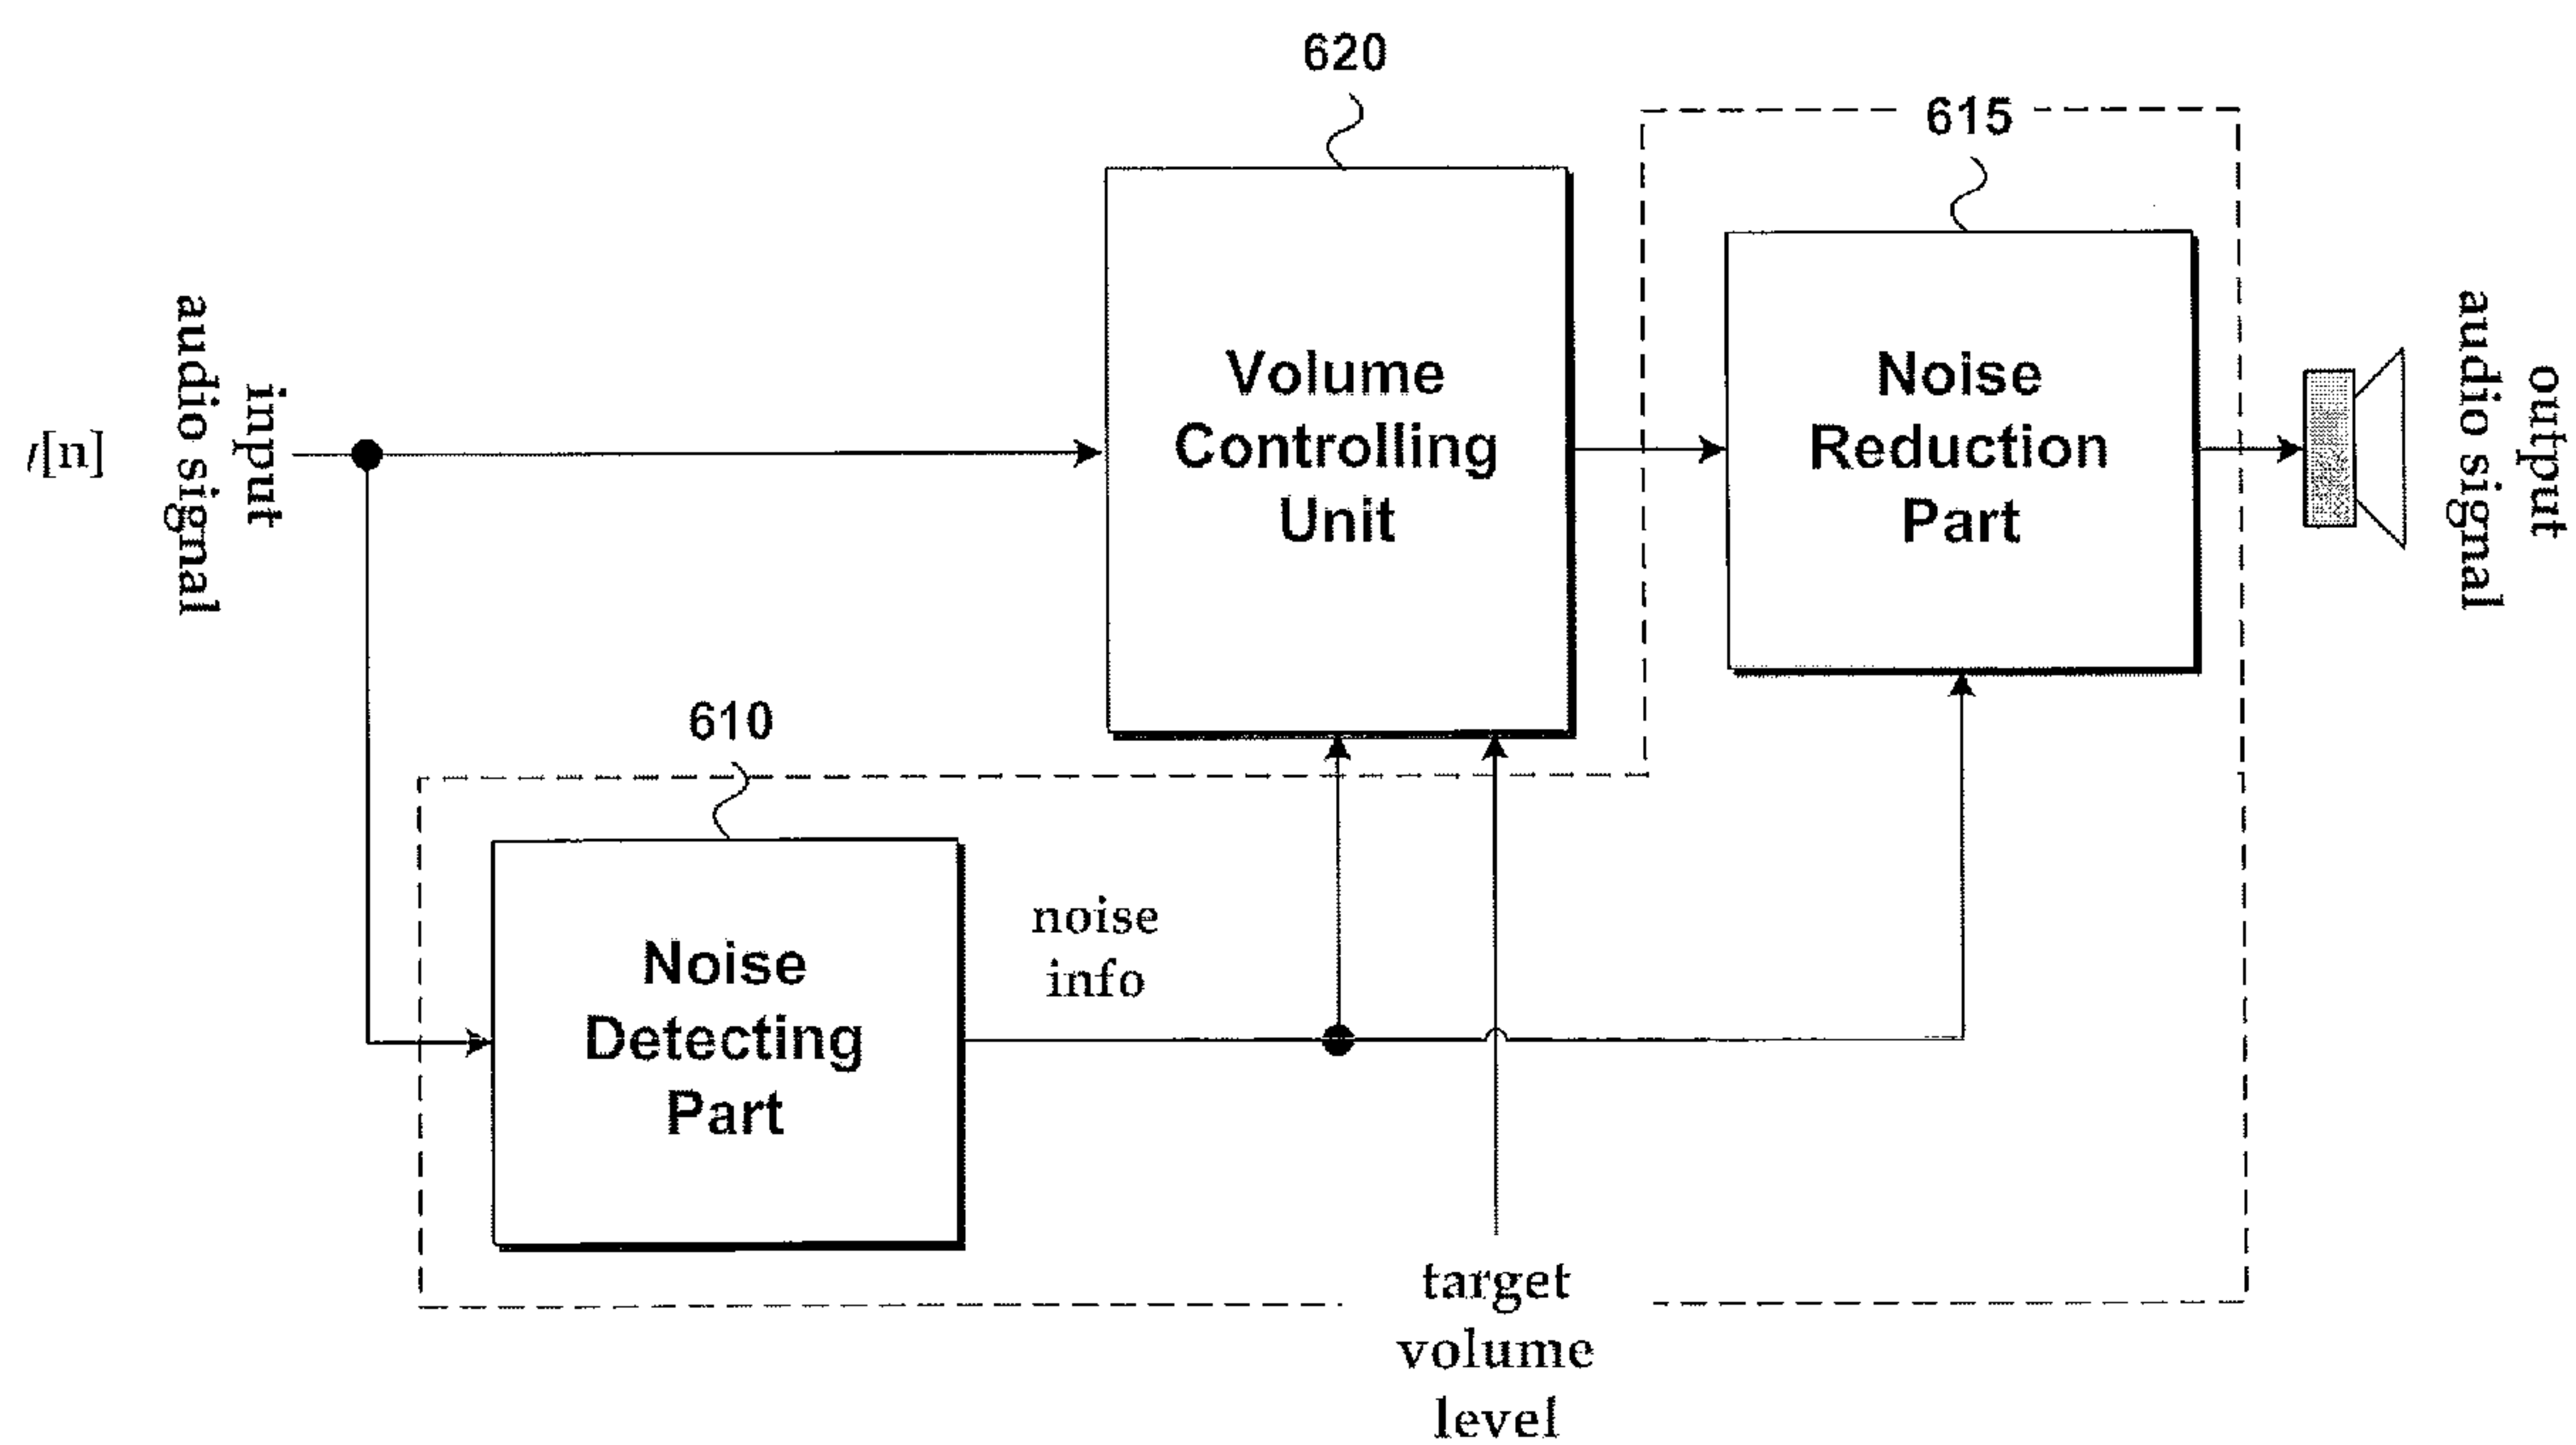 620
615
Volume
Controlling
Unit
Noise
Reduction
Part
input
audio signal
[n]
output
audio signal
610
Noise
Detecting
Part
noise
info
target
volume
level